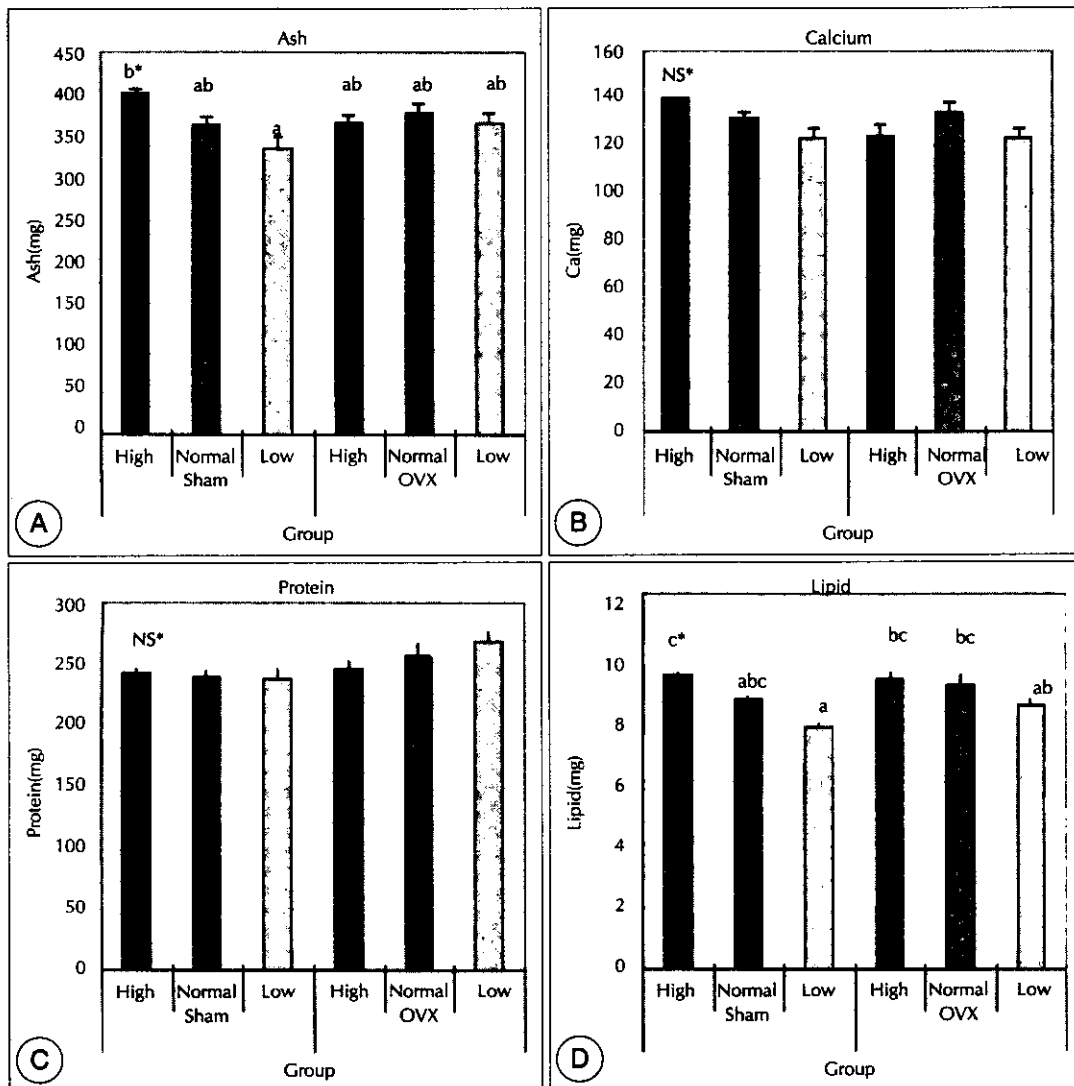 Ash
450
400
350
300
250
200
150
100
50
0
Ash(mg)
b*
ab
a
ab
ab
ab
High Normal Low High Normal Low
Sham OVX
Group
A
Calcium
160
140
120
100
80
60
40
20
0
Ca(mg)
NS*
High Normal Low High Normal Low
Sham OVX
Group
B
Protein
300
250
200
150
100
50
0
Protein(mg)
NS*
High Normal Low High Normal Low
Sham OVX
Group
C
Lipid
12
10
8
6
4
2
0
Lipid(mg)
c*
abc
a
bc
bc
ab
High Normal Low High Normal Low
Sham OVX
Group
D